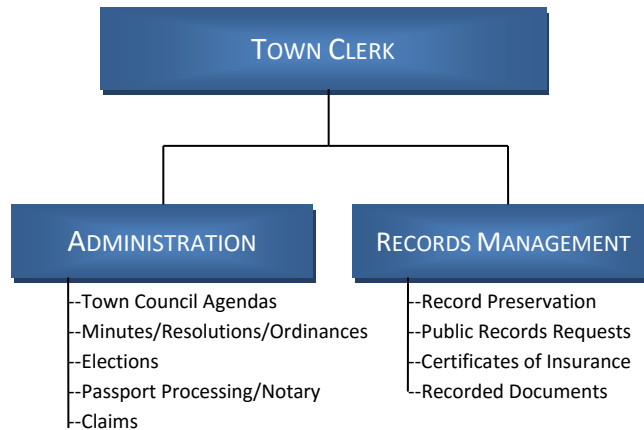 TOWN CLERK
ADMINISTRATION
--Town Council Agendas
--Minutes/Resolutions/Ordinances
--Elections
--Passport Processing/Notary
--Claims
RECORDS MANAGEMENT
--Record Preservation
--Public Records Requests
--Certificates of Insurance
--Recorded Documents